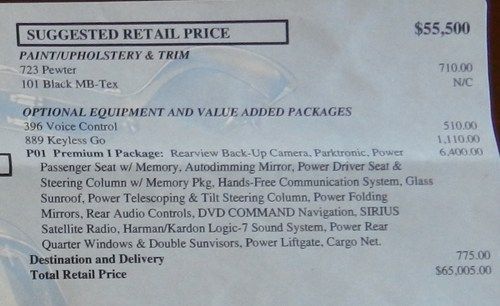 SUGGESTED RETAIL PRICE $55,500
PAINT/UPHOLSTERY & TRIM
723 Pewter 710.00
101 Black MB-Tex N/C
OPTIONAL EQUIPMENT AND VALUE ADDED PACKAGES
396 Voice Control 510.00
889 Keyless Go 1,110.00
P01 Premium I Package: Rearview Back-Up Camera, Parktronic, Power 6,400.00
Passenger Seat w/ Memory, Autodimming Mirror, Power Driver Seat &
Steering Column w/ Memory Pkg, Hands-Free Communication System, Glass
Sunroof, Power Telescoping & Tilt Steering Column, Power Folding
Mirrors, Rear Audio Controls, DVD COMMAND Navigation, SIRIUS
Satellite Radio, Harman/Kardon Logic-7 Sound System, Power Rear
Quarter Windows & Double Sunvisors, Power Liftgate, Cargo Net.
Destination and Delivery 775.00
Total Retail Price $65,005.00